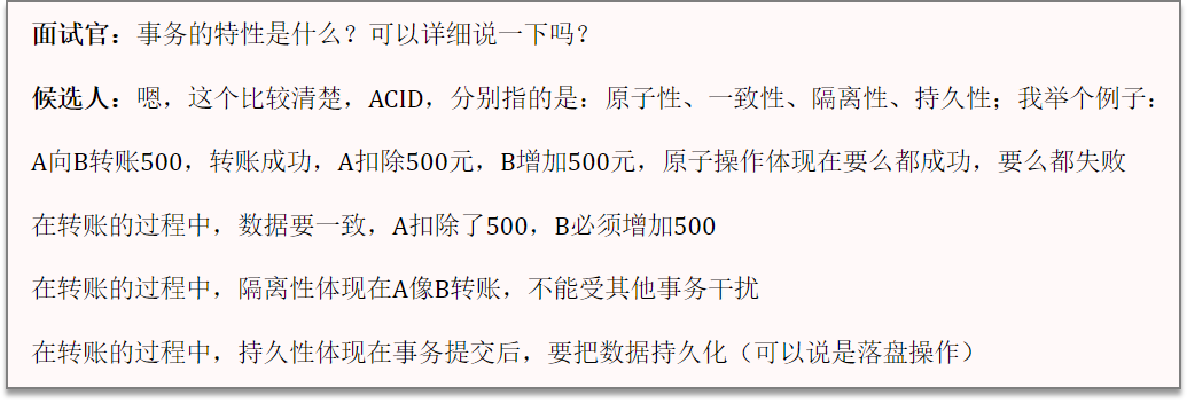 面试官：事务的特性是什么？可以详细说一下吗？
候选人：嗯，这个比较清楚，ACID，分别指的是：原子性、一致性、隔离性、持久性；我举个例子：
A向B转账500，转账成功，A扣除500元，B增加500元，原子操作体现在要么都成功，要么都失败
在转账的过程中，数据要一致，A扣除了500，B必须增加500
在转账的过程中，隔离性体现在A像B转账，不能受其他事务干扰
在转账的过程中，持久性体现在事务提交后，要把数据持久化（可以说是落盘操作）